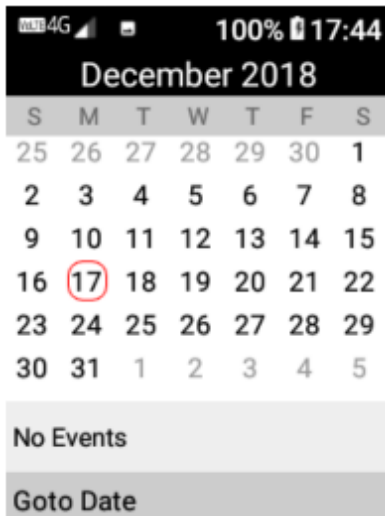 VoLTE 4G 100% 17:44
December 2018
S M T W T F S
25 26 27 28 29 30 1
2 3 4 5 6 7 8
9 10 11 12 13 14 15
16 17 18 19 20 21 22
23 24 25 26 27 28 29
30 31 1 2 3 4 5
No Events
Goto Date